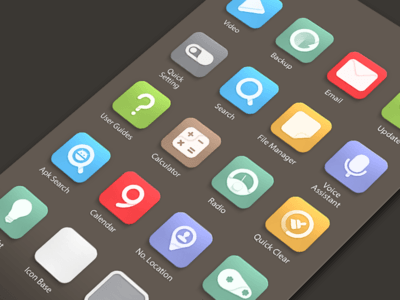 Video
Backup
Email
Update
Quick
Setting
Search
File Manager
Voice
Assistant
User Guides
Calculator
Radio
Quick Clear
Apk Search
9
Calendar
No. Location
Icon Base